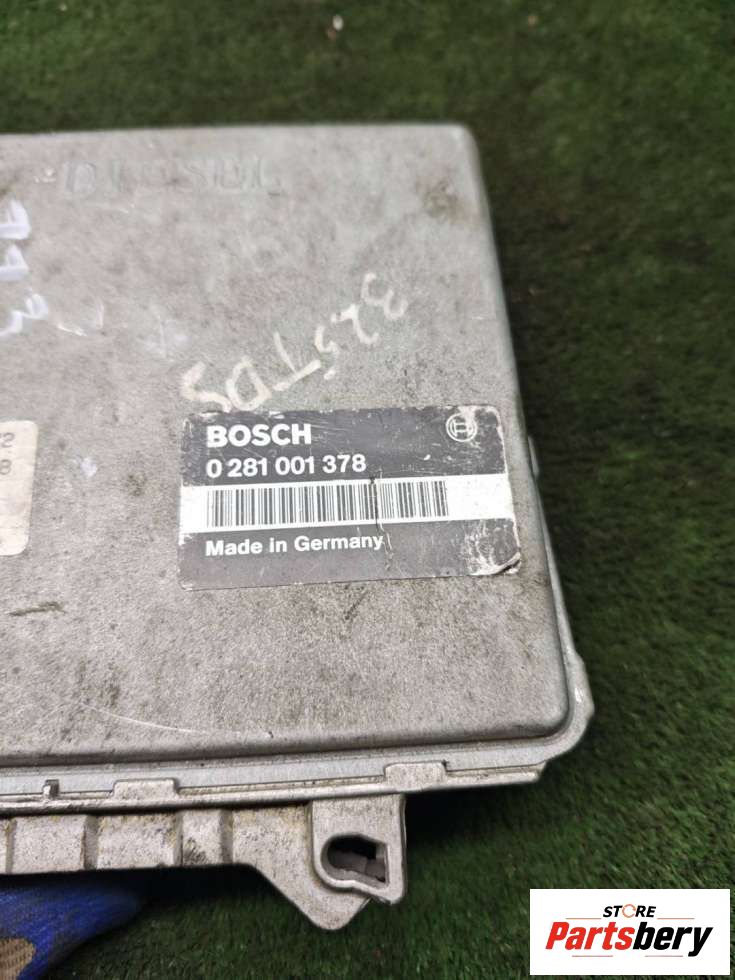 DIESEL
325TDS
BOSCH
0 281 001 378
Made in Germany
STORE
Partsbery